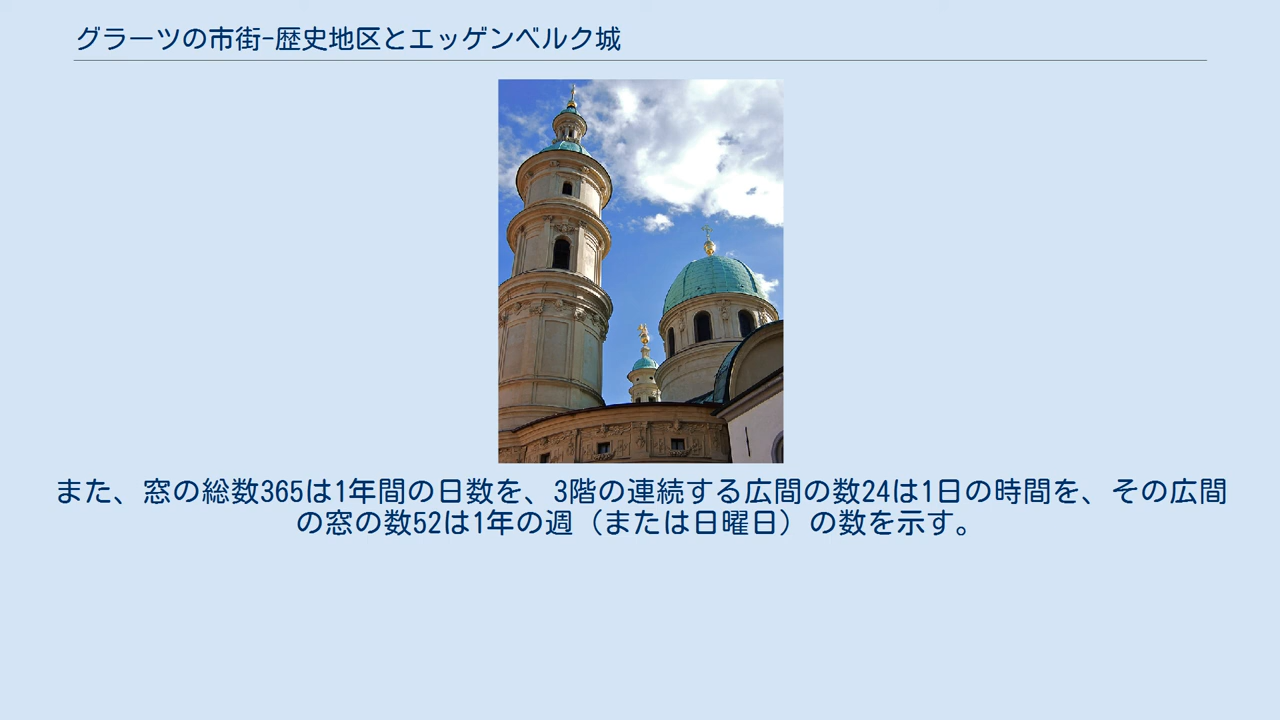 グラーツの市街-歴史地区とエッゲンベルク城
また、窓の総数365は1年間の日数を、3階の連続する広間の数24は1日の時間を、その広間
の窓の数52は1年の週（または日曜日）の数を示す。